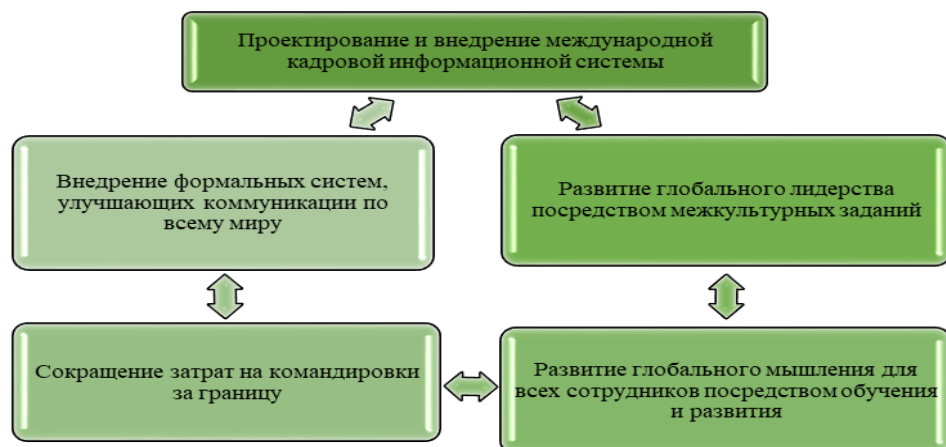 Проектирование и внедрение международной
кадровой информационной системы
Внедрение формальных систем,
улучшающих коммуникации по
всему миру
Развитие глобального лидерства
посредством межкультурных заданий
Сокращение затрат на командировки
за границу
Развитие глобального мышления для
всех сотрудников посредством обучения
и развития